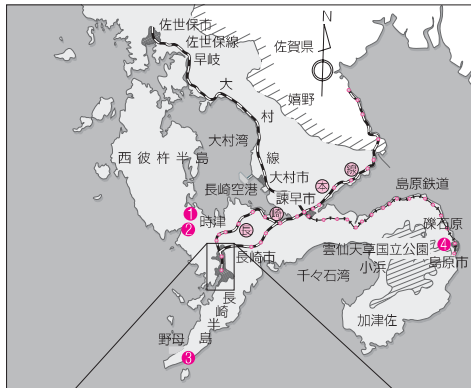 N
佐世保市
佐世保線
早岐
佐賀県
嬉野
大村線
大村湾
西彼杵半島
長崎空港
大村市
諫早市
長崎本線
島原鉄道
礫石原
1
時津
2
雲仙天草国立公園
4
島原市
小浜
長崎市
千々石湾
加津佐
長崎半島
野母
3